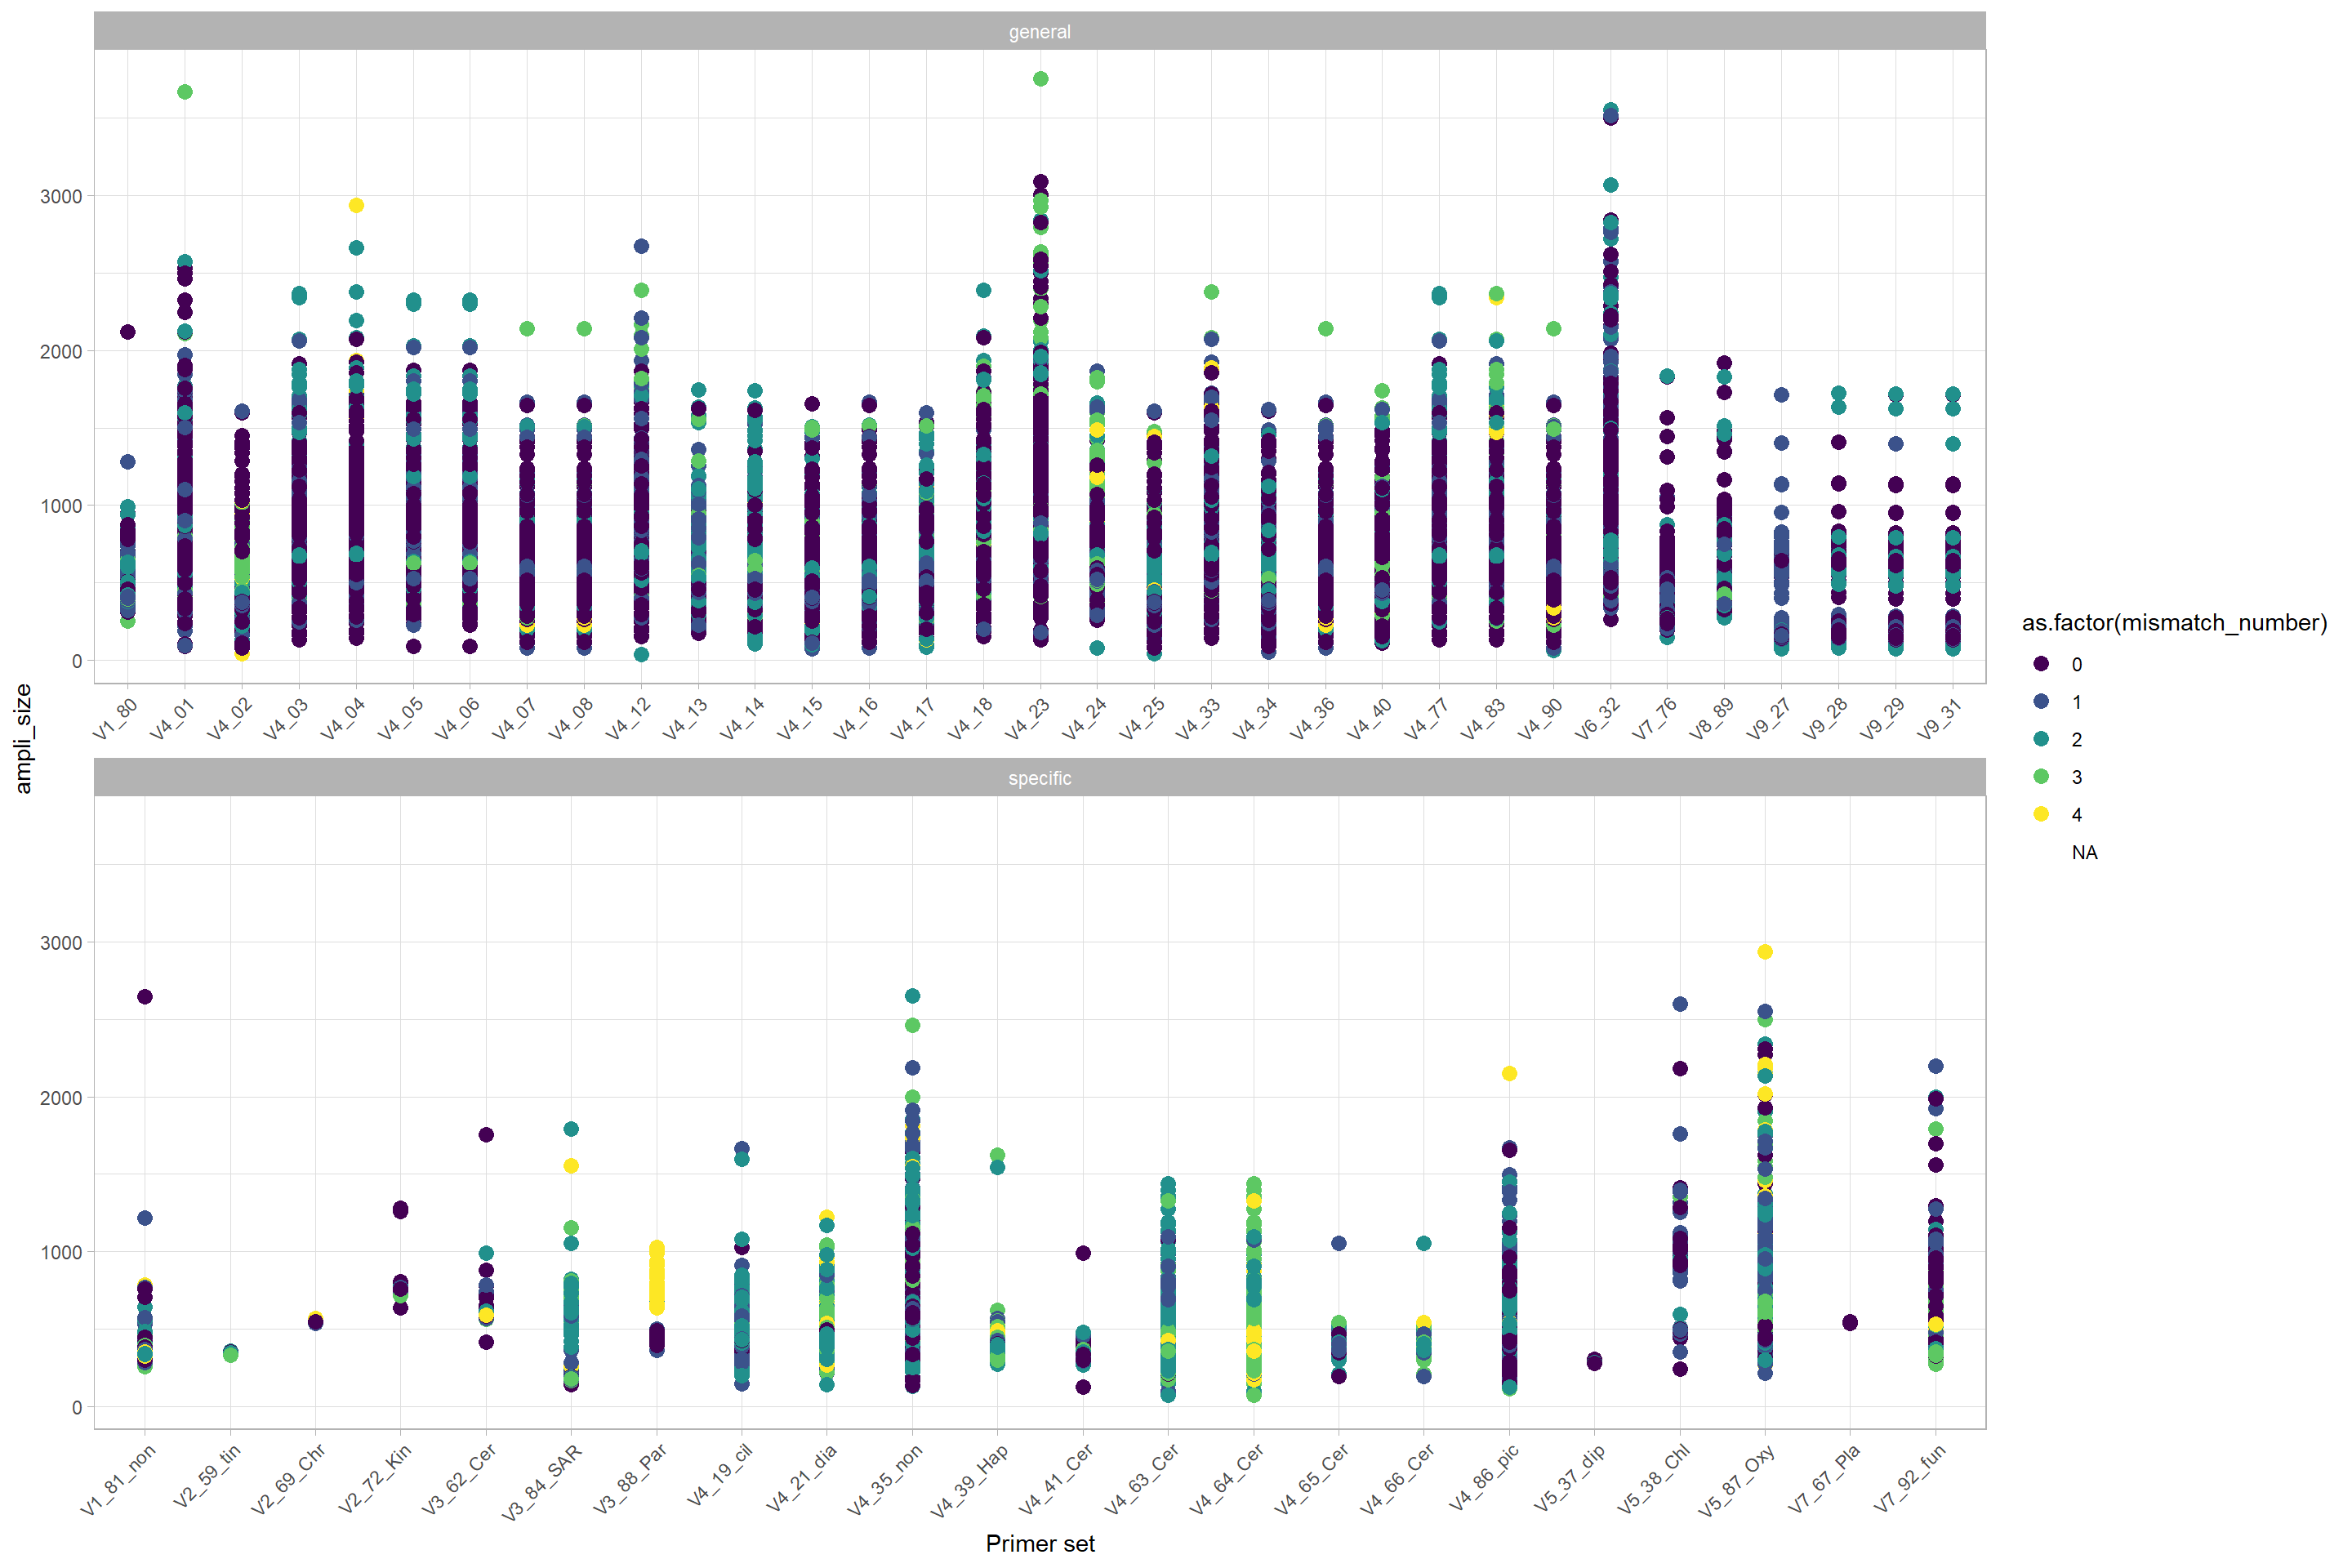 general
3000
2000
1000
0
V1_80
V4_01
V4_02
V4_03
V4_04
V4_05
V4_06
V4_07
V4_08
V4_12
V4_13
V4_14
V4_15
V4_16
V4_17
V4_18
V4_23
V4_24
V4_25
V4_33
V4_34
V4_36
V4_40
V4_77
V4_83
V4_90
V6_32
V7_76
V8_89
V9_27
V9_28
V9_29
V9_31
ampli_size
specific
3000
2000
1000
0
V1_81_non
V2_59_tin
V2_69_Chr
V2_72_Kin
V3_62_Cer
V3_84_SAR
V3_88_Par
V4_19_cil
V4_21_dia
V4_35_non
V4_39_Hap
V4_41_Cer
V4_63_Cer
V4_64_Cer
V4_65_Cer
V4_66_Cer
V4_86_pic
V5_37_dip
V5_38_Chl
V5_87_Oxy
V7_67_Pla
V7_92_fun
Primer set
as.factor(mismatch_number)
0
1
2
3
4
NA